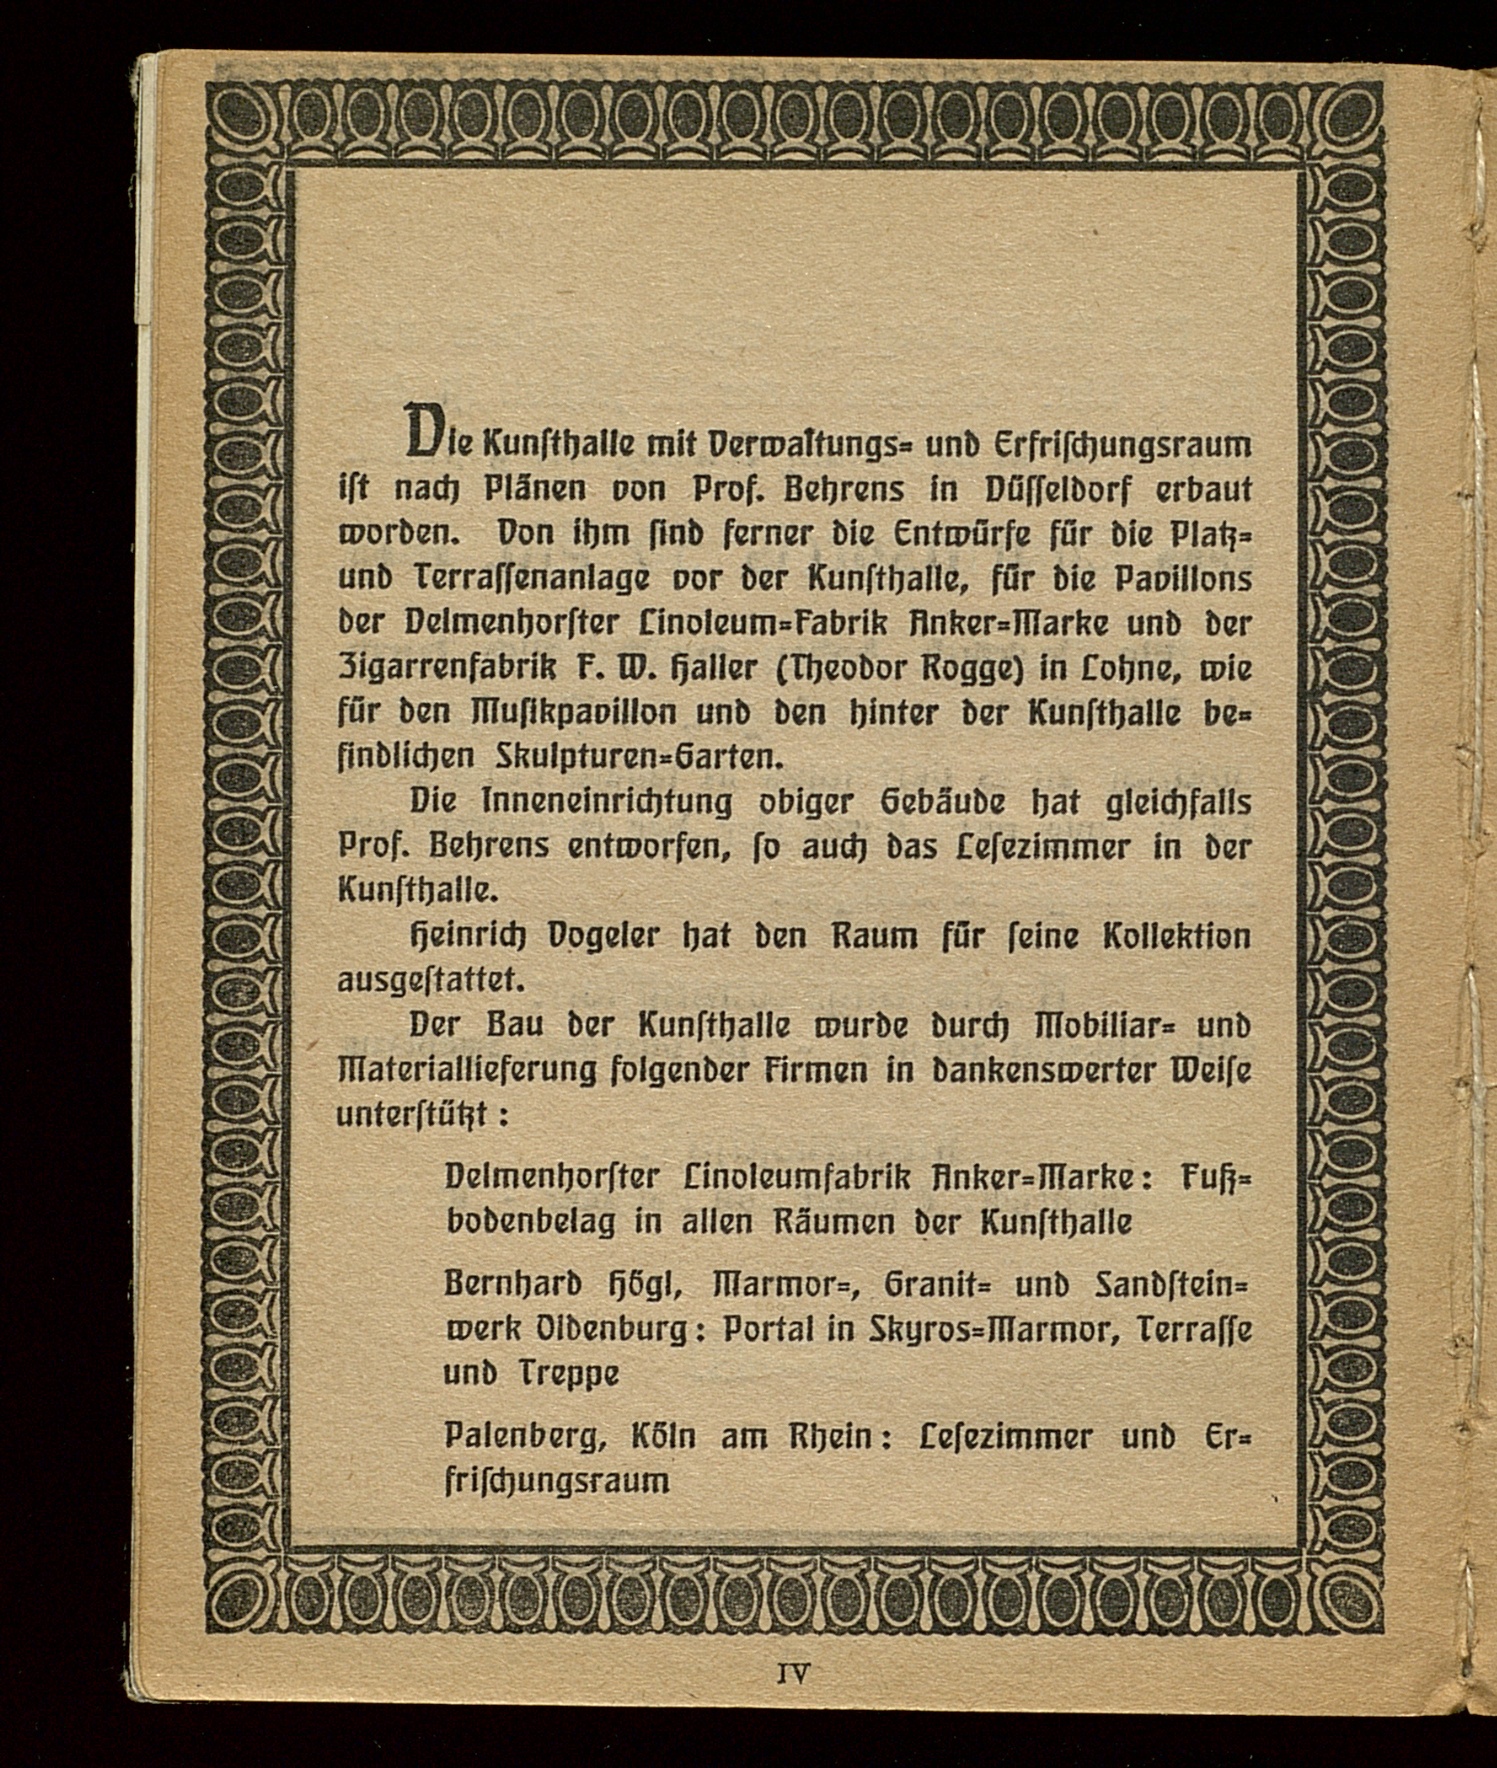 Die Kunſthalle mit Verwaltungs= und Erfriſchungsraum
iſt nach Plänen von Prof. Behrens in Düſſeldorf erbaut
worden. Von ihm ſind ferner die Entwürfe für die Platz=
und Terraſſenanlage vor der Kunſthalle, für die Pavillons
der Delmenhorſter Linoleum=Fabrik Anker=Marke und der
Zigarrenfabrik F. W. Haller (Theodor Rogge) in Lohne, wie
für den Muſikpavillon und den hinter der Kunſthalle be=
findlichen Skulpturen=Garten.
Die Inneneinrichtung obiger Gebäude hat gleichfalls
Prof. Behrens entworfen, ſo auch das Leſezimmer in der
Kunſthalle.
Heinrich Vogeler hat den Raum für ſeine Kollektion
ausgeſtattet.
Der Bau der Kunſthalle wurde durch Mobiliar= und
Materiallieferung folgender Firmen in dankenswerter Weiſe
unterſtützt :
Delmenhorſter Linoleumfabrik Anker=Marke : Fuß=
bodenbelag in allen Räumen der Kunſthalle
Bernhard Högl, Marmor=, Granit= und Sandſtein=
werk Oldenburg : Portal in Skyros=Marmor, Terraſſe
und Treppe
Palenberg, Köln am Rhein : Leſezimmer und Er=
friſchungsraum
IV